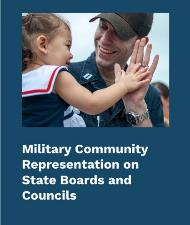 Military Community
Representation on
State Boards and
Councils